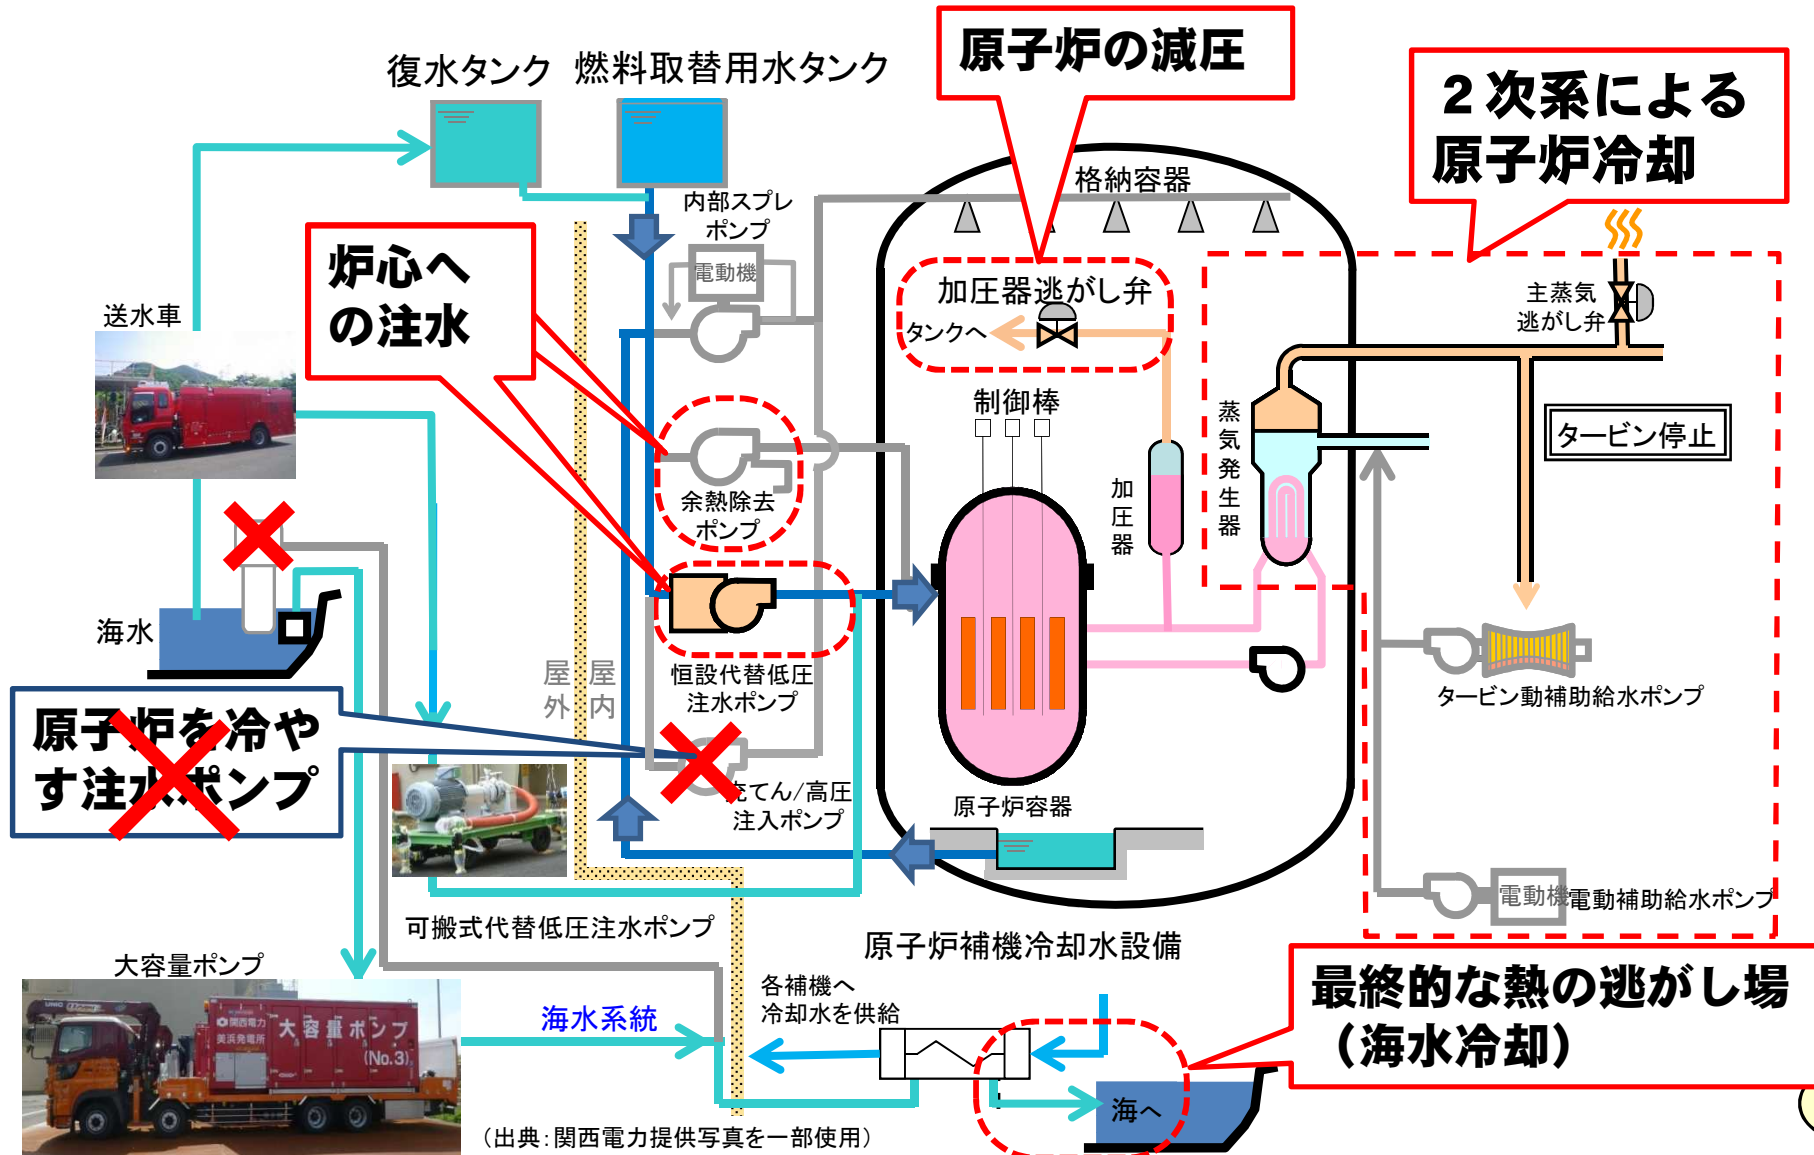 原子炉の減圧
２次系による
原子炉冷却
復水タンク
燃料取替用水タンク
格納容器
内部スプレ
ポンプ
電動機
炉心へ
の注水
加圧器逃がし弁
タンクへ
主蒸気
逃がし弁
送水車
制御棒
蒸気発生器
タービン停止
加圧器
余熱除去
ポンプ
海水
屋外
屋内
恒設代替低圧
注水ポンプ
タービン動補助給水ポンプ
原子炉を冷や
す注水ポンプ
充てん/高圧
注入ポンプ
原子炉容器
電動機
電動補助給水ポンプ
可搬式代替低圧注水ポンプ
原子炉補機冷却水設備
大容量ポンプ
各補機へ
冷却水を供給
最終的な熱の逃がし場
（海水冷却）
海水系統
UNIC
関西電力
美浜発電所
大容量ポンプ
(No.3)
海へ
（出典：関西電力提供写真を一部使用）